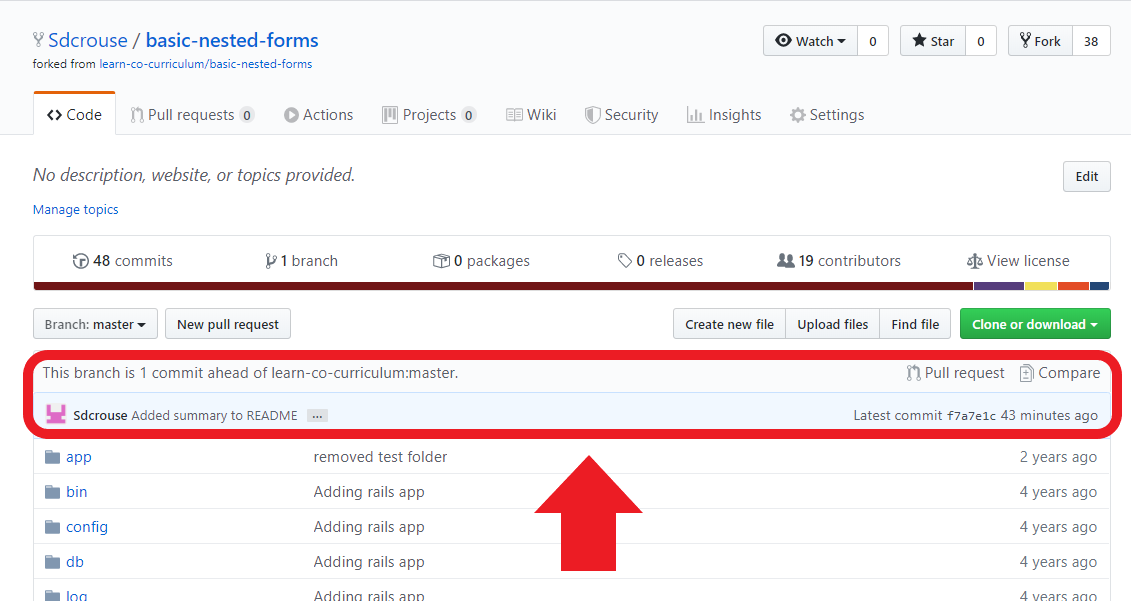 Sdcrouse / basic-nested-forms
Watch 0 Star 0 Fork 38
forked from learn-co-curriculum/basic-nested-forms
Code Pull requests 0 Actions Projects 0 Wiki Security Insights Settings
No description, website, or topics provided. Edit
Manage topics
48 commits 1 branch 0 packages 0 releases 19 contributors View license
Branch: master New pull request Create new file Upload files Find file Clone or download
This branch is 1 commit ahead of learn-co-curriculum:master. Pull request Compare
Sdcrouse Added summary to README ... Latest commit f7a7e1c 43 minutes ago
app removed test folder 2 years ago
bin Adding rails app 4 years ago
config Adding rails app 4 years ago
db Adding rails app 4 years ago
log Adding rails app 4 years ago